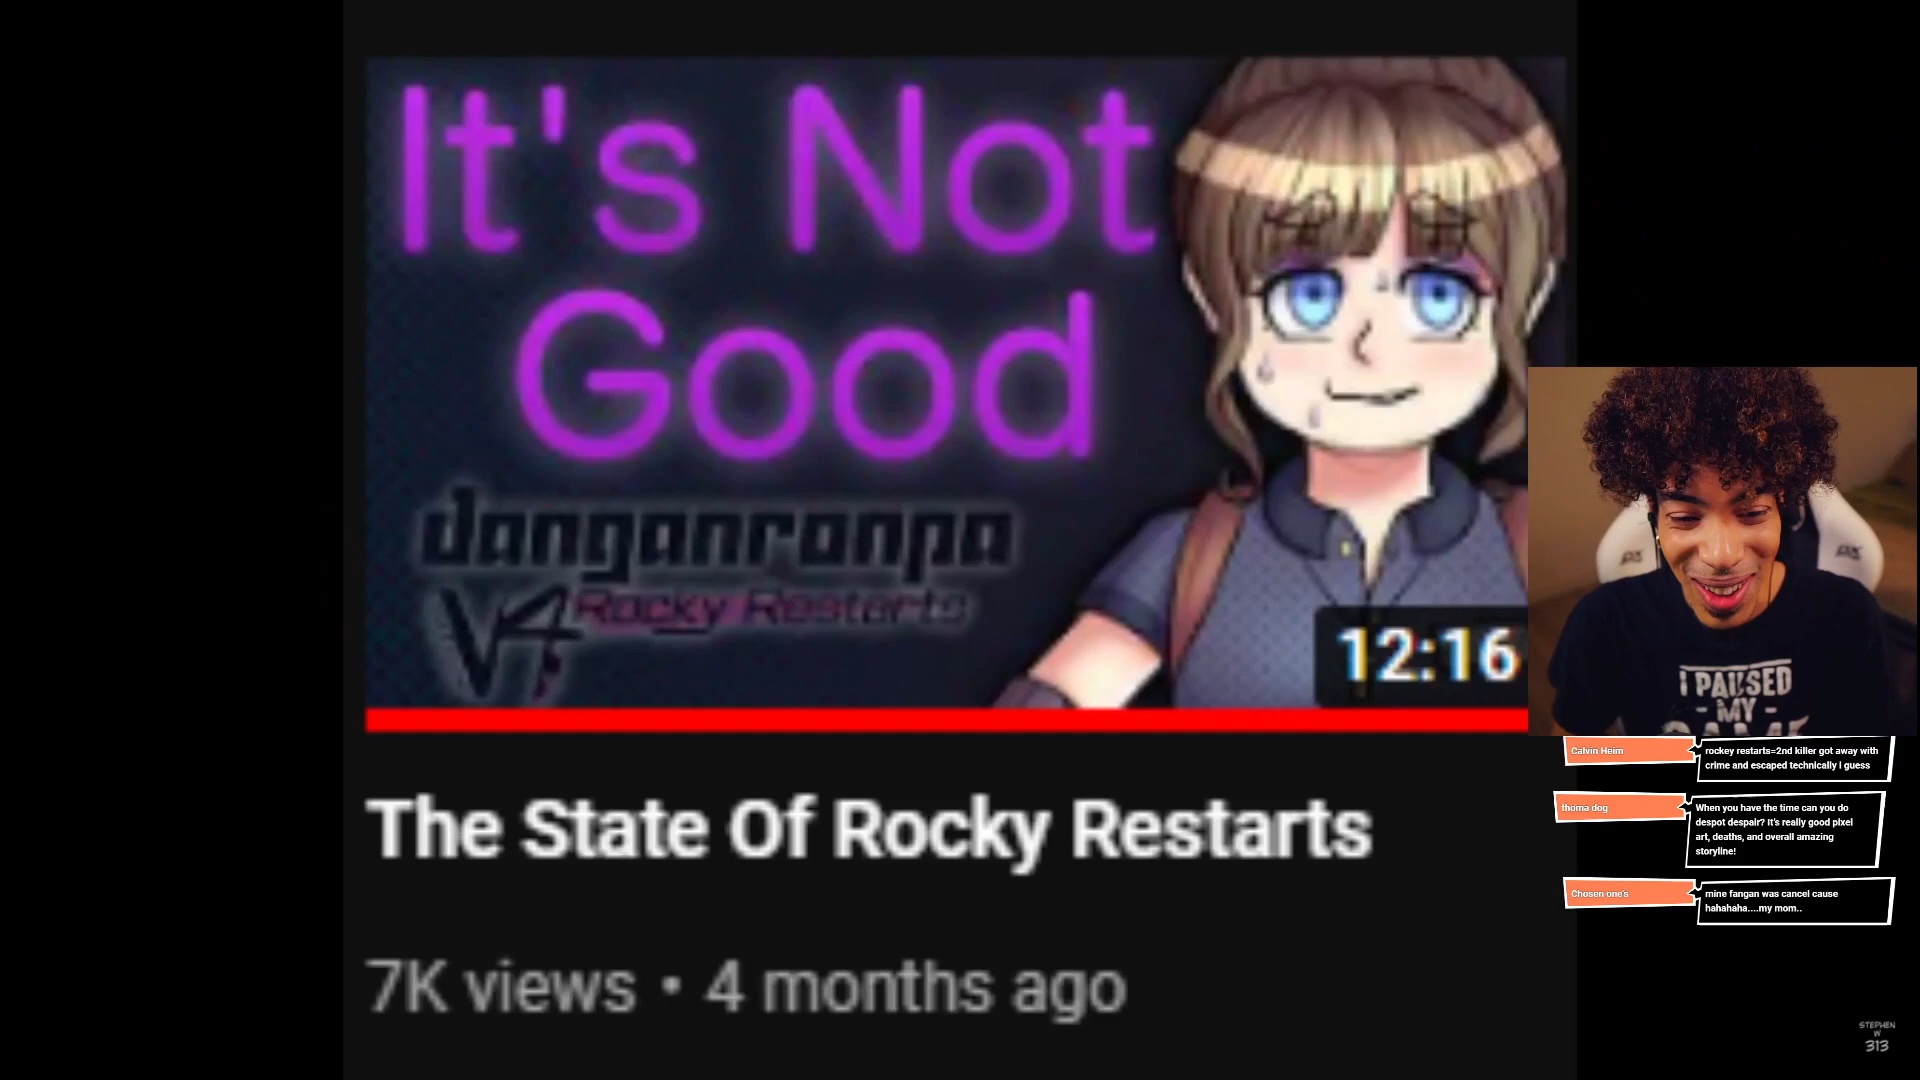 It's Not
Good
danganronpa
V4 Rocky Restarts
12:16
The State Of Rocky Restarts
7K views • 4 months ago
I PAUSED
- MY -
GAME
Calvin Heim
rockey restarts=2nd killer got away with
crime and escaped technically I guess
thoma dog
When you have the time can you do
despot despair? It's really good pixel
art, deaths, and overall amazing
storyline!
Chosen one's
mine fangan was cancel cause
hahahaha....my mom..
STEPHEN
W
313